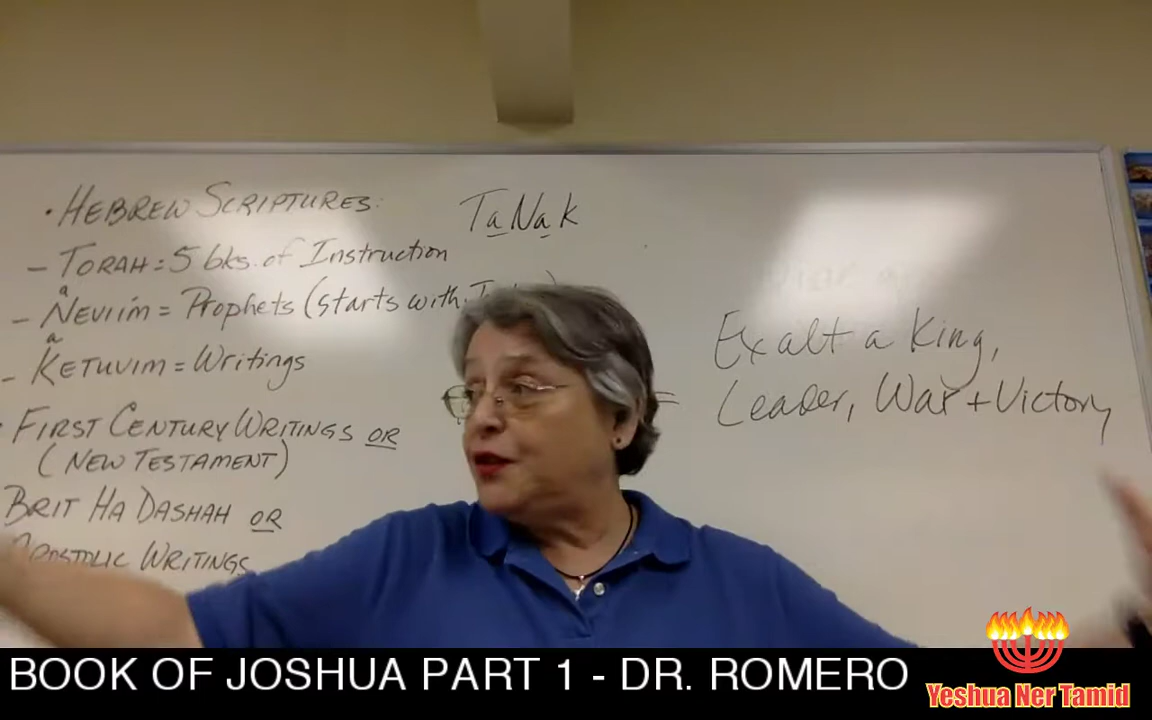 • HEBREW SCRIPTURES:
TaNaK
- TORAH = 5 bks. of Instruction
a
- NEVIIM = Prophets (starts with
a
- KETUVIM = Writings
• FIRST CENTURY WRITINGS OR
(NEW TESTAMENT)
BRIT HA DASHAH OR
WRITINGS
= Exalt a King,
Leader, War + Victory
BOOK OF JOSHUA PART 1 - DR. ROMERO
Yeshua Ner Tamid